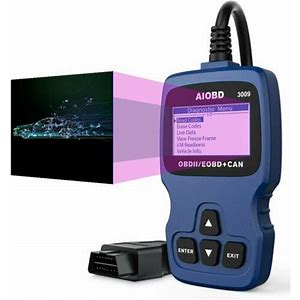 AIOBD 3009
Diagnostic Menu
Read Codes
Erase Codes
Live Data
View Freeze Frame
I/M Readiness
Vehicle Info.
OBDII/EOBD+CAN
ENTER
EXIT